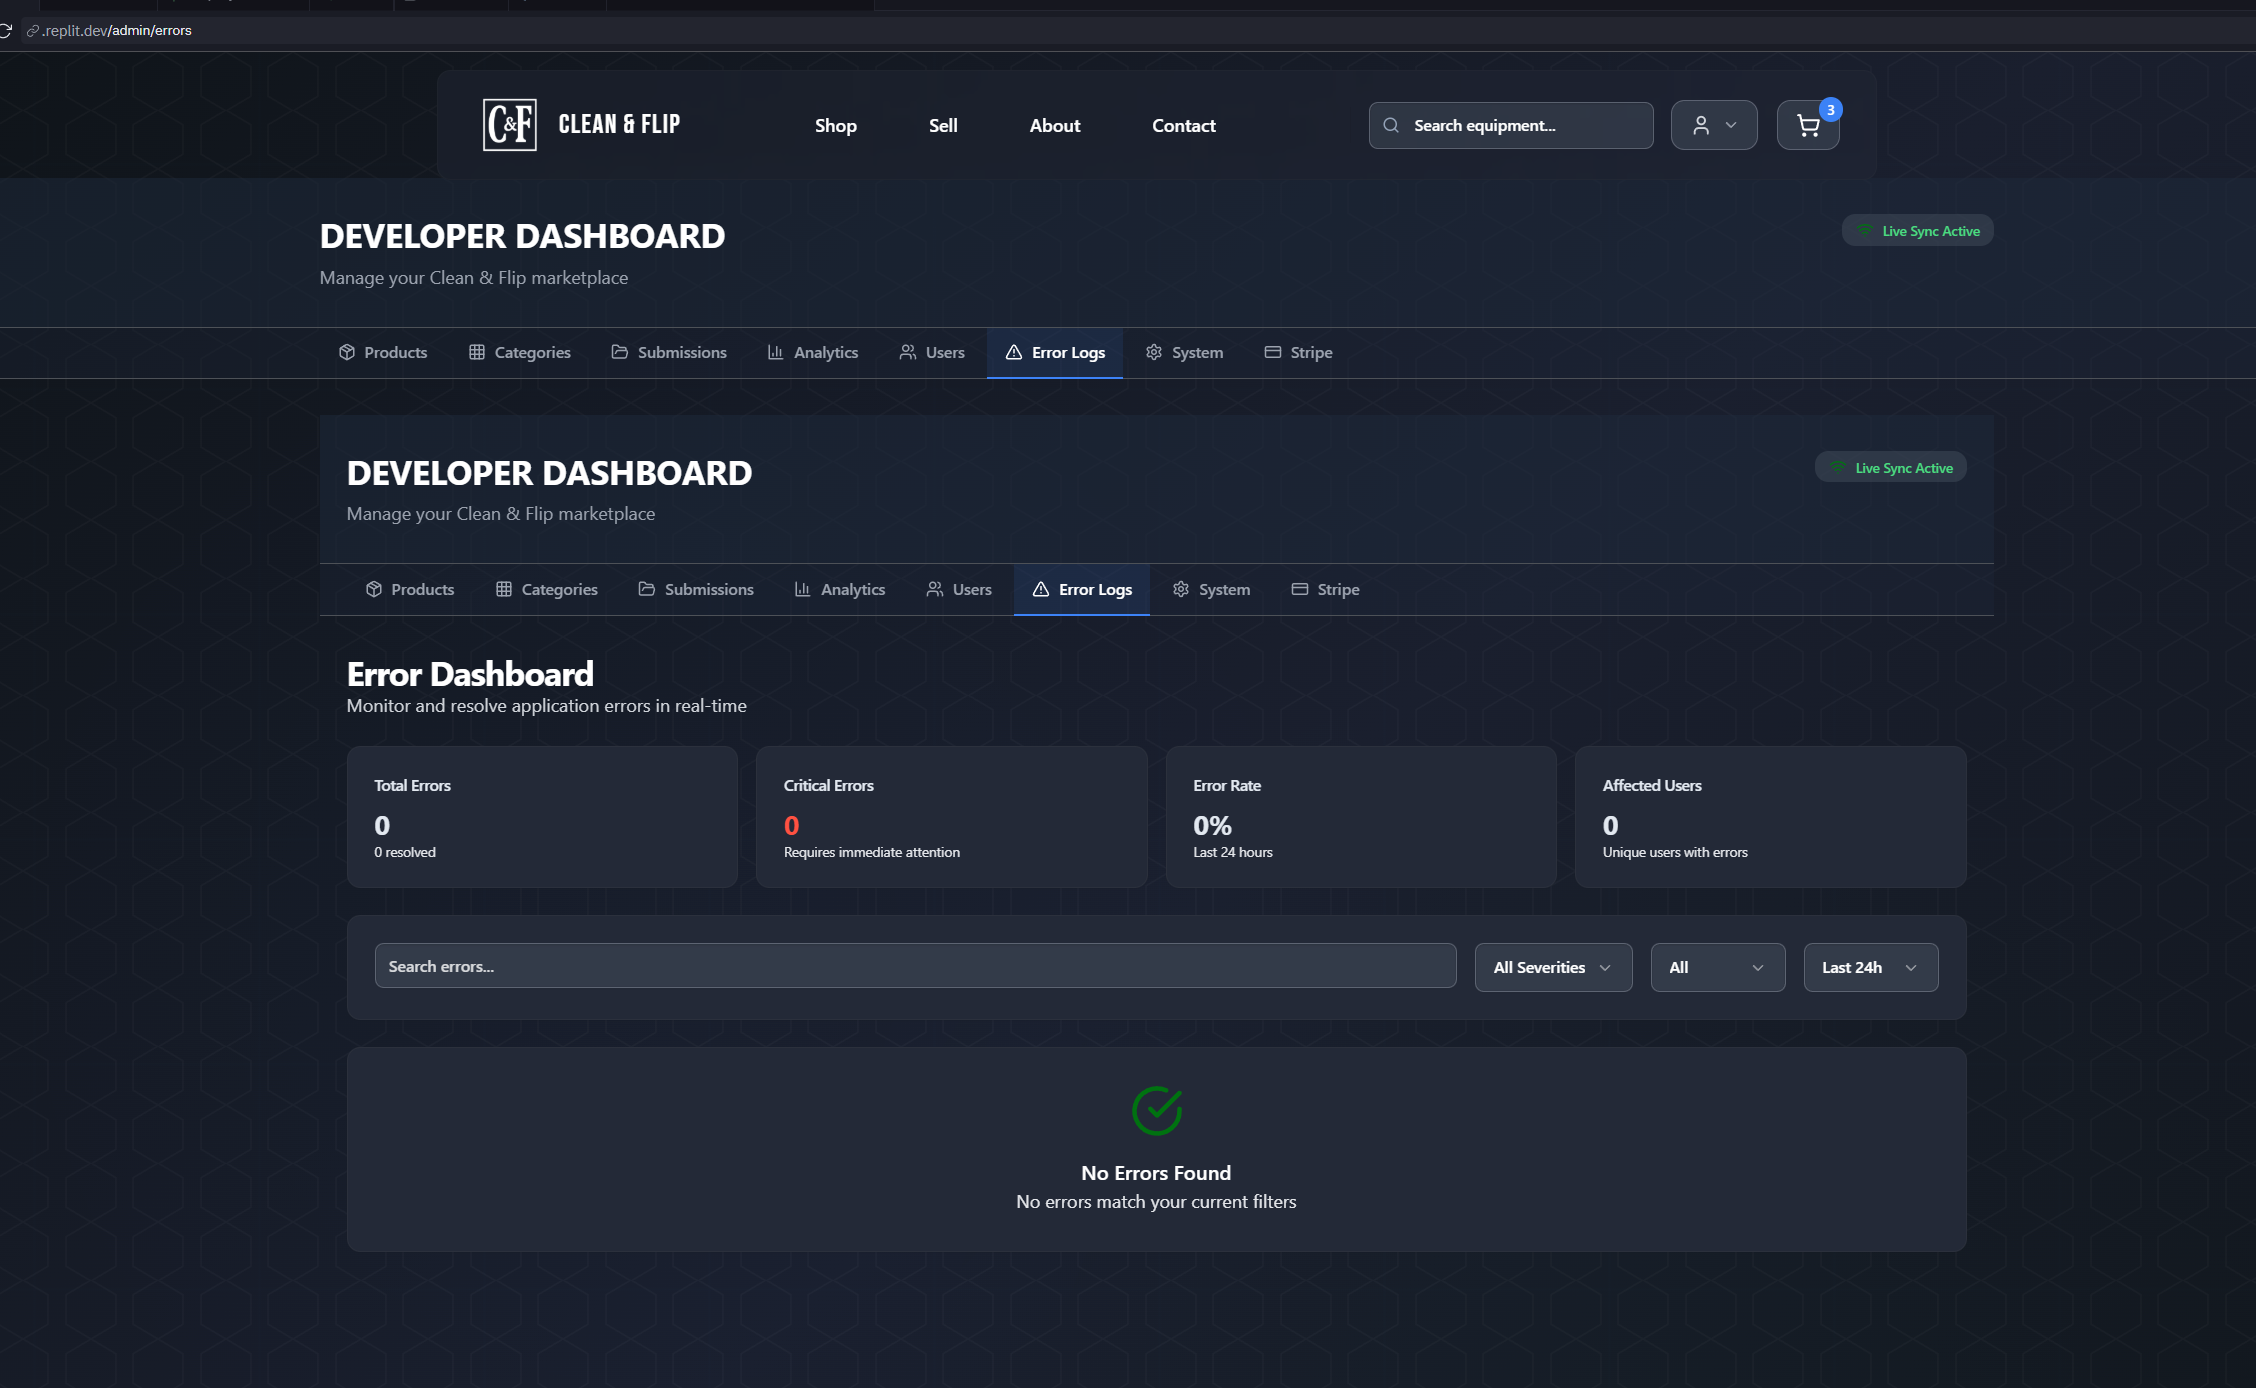 .replit.dev/admin/errors
C&F CLEAN & FLIP Shop Sell About Contact Search equipment... 3
DEVELOPER DASHBOARD
Live Sync Active
Manage your Clean & Flip marketplace
Products Categories Submissions Analytics Users Error Logs System Stripe
DEVELOPER DASHBOARD
Live Sync Active
Manage your Clean & Flip marketplace
Products Categories Submissions Analytics Users Error Logs System Stripe
Error Dashboard
Monitor and resolve application errors in real-time
Total Errors
0
0 resolved
Critical Errors
0
Requires immediate attention
Error Rate
0%
Last 24 hours
Affected Users
0
Unique users with errors
Search errors... All Severities All Last 24h
No Errors Found
No errors match your current filters